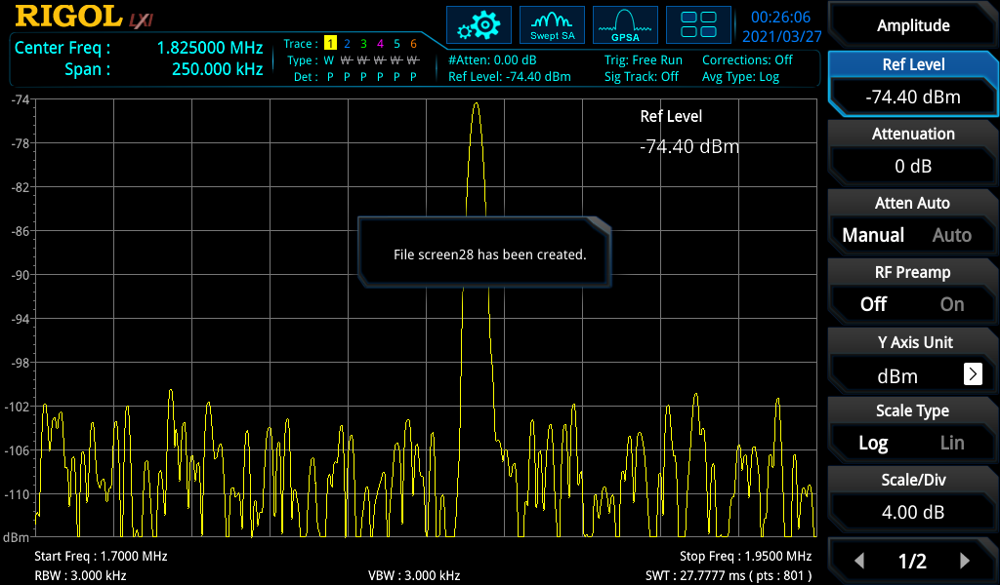 RIGOL LXI
Swept SA
GPSA
00:26:06
2021/03/27
Center Freq : 1.825000 MHz
Span : 250.000 kHz
Trace : 1 2 3 4 5 6
Type : W W W W W W
Det : P P P P P P
#Atten: 0.00 dB
Ref Level: -74.40 dBm
Trig: Free Run
Sig Track: Off
Corrections: Off
Avg Type: Log
-74
-78
-82
-86
-90
-94
-98
-102
-106
-110
dBm
Ref Level
-74.40 dBm
File screen28 has been created.
Start Freq : 1.7000 MHz
Stop Freq : 1.9500 MHz
RBW : 3.000 kHz
VBW : 3.000 kHz
SWT : 27.7777 ms ( pts : 801 )
Amplitude
Ref Level
-74.40 dBm
Attenuation
0 dB
Atten Auto
Manual Auto
RF Preamp
Off On
Y Axis Unit
dBm
Scale Type
Log Lin
Scale/Div
4.00 dB
1/2